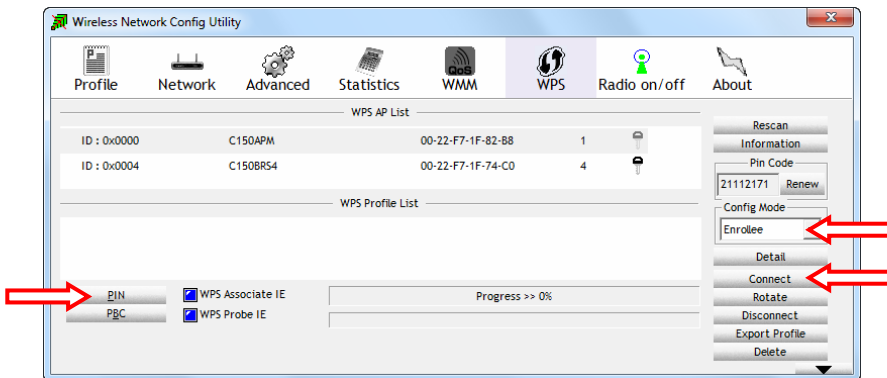 Wireless Network Config Utility
Profile Network Advanced Statistics QoS WMM WPS Radio on/off About
WPS AP List
ID : 0x0000 C150APM 00-22-F7-1F-82-B8 1
ID : 0x0004 C150BRS4 00-22-F7-1F-74-C0 4
WPS Profile List
Rescan
Information
Pin Code
21112171 Renew
Config Mode
Enrollee
Detail
Connect
Rotate
Disconnect
Export Profile
Delete
PIN WPS Associate IE Progress >> 0%
PBC WPS Probe IE